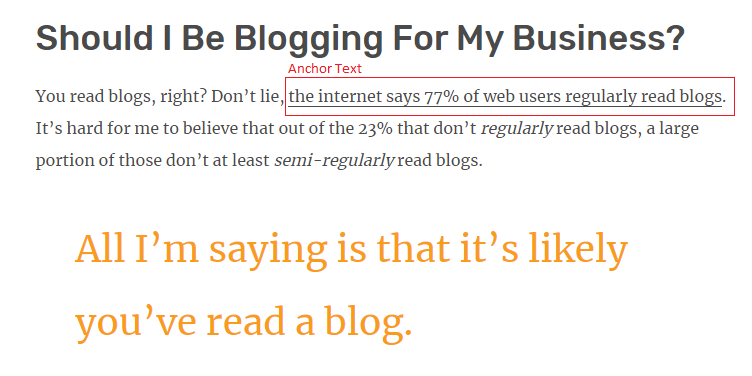 Should I Be Blogging For My Business?
Anchor Text
You read blogs, right? Don’t lie, the internet says 77% of web users regularly read blogs.
It’s hard for me to believe that out of the 23% that don’t regularly read blogs, a large
portion of those don’t at least semi-regularly read blogs.
All I’m saying is that it’s likely
you’ve read a blog.